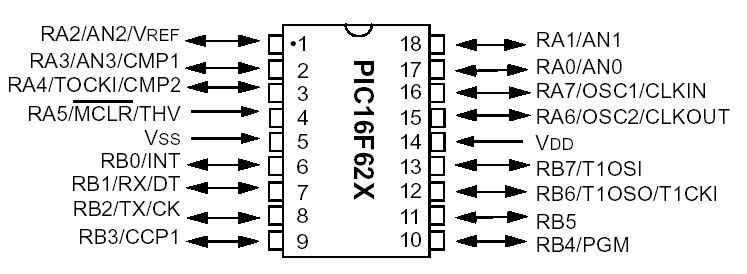 RA2/AN2/VREF
RA3/AN3/CMP1
RA4/TOCKI/CMP2
RA5/MCLR/THV
VSS
RB0/INT
RB1/RX/DT
RB2/TX/CK
RB3/CCP1
•1
2
3
4
5
6
7
8
9
PIC16F62X
18
17
16
15
14
13
12
11
10
RA1/AN1
RA0/AN0
RA7/OSC1/CLKIN
RA6/OSC2/CLKOUT
VDD
RB7/T1OSI
RB6/T1OSO/T1CKI
RB5
RB4/PGM